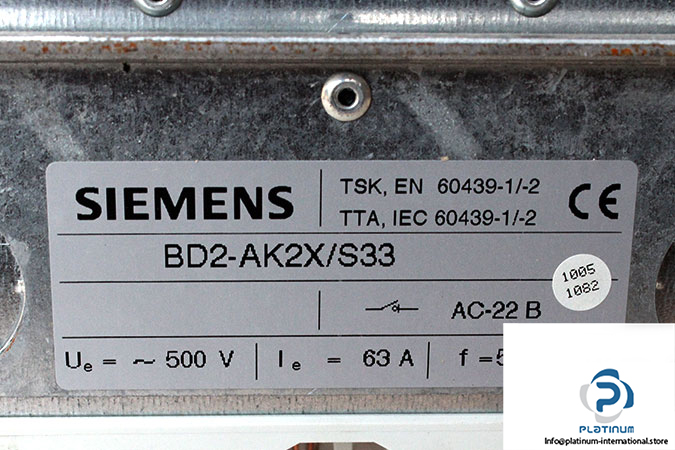 SIEMENS
TSK, EN 60439-1/-2
TTA, IEC 60439-1/-2
CE
BD2-AK2X/S33
1005
1082
AC-22 B
Ue = ~ 500 V
Ie = 63 A
f =5
PLATINUM
Info@platinum-international.store